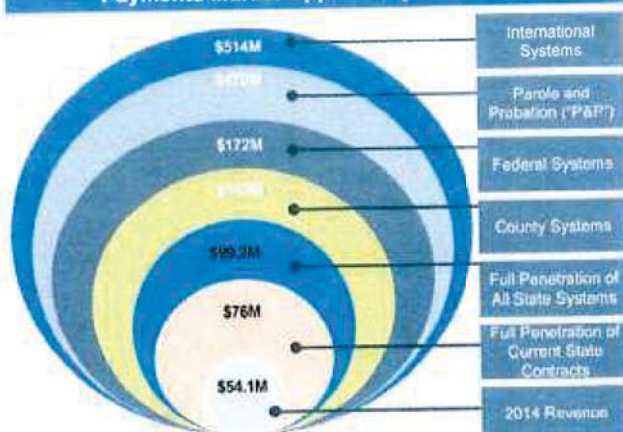 $514M
International
Systems
Parole and
Probation ("P&P")
$172M
Federal Systems
County Systems
$99.2M
Full Penetration of
All State Systems
$76M
Full Penetration of
Current State
Contracts
$54.1M
2014 Revenue